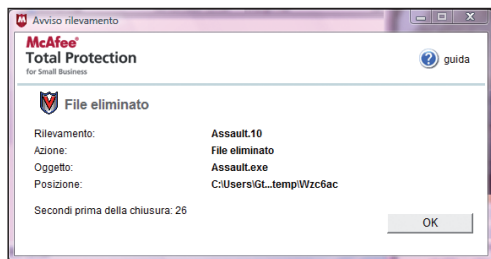 Avviso rilevamento
McAfee®
Total Protection
for Small Business
guida
File eliminato
Rilevamento: Assault.10
Azione: File eliminato
Oggetto: Assault.exe
Posizione: C:\Users\Gt...temp\Wzc6ac
Secondi prima della chiusura: 26
OK